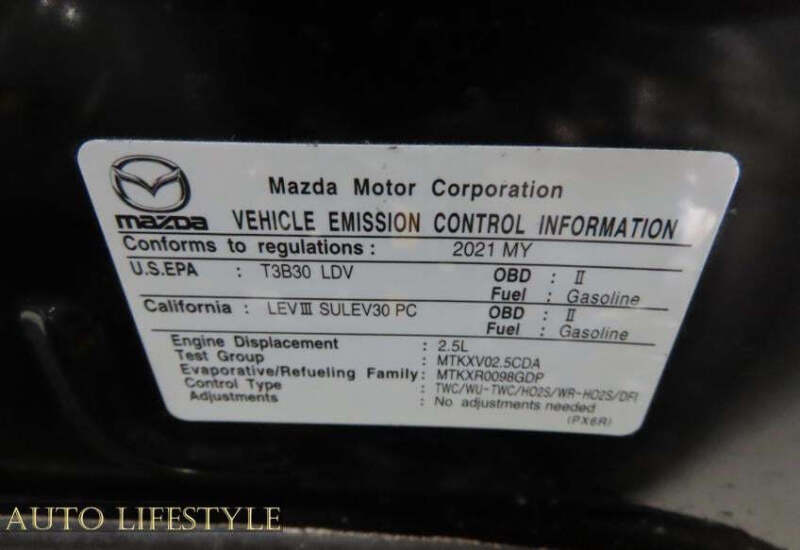 Mazda Motor Corporation
mazda VEHICLE EMISSION CONTROL INFORMATION
Conforms to regulations : 2021 MY
U.S.EPA : T3B30 LDV OBD : II
Fuel : Gasoline
California : LEV III SULEV30 PC OBD : II
Fuel : Gasoline
Engine Displacement : 2.5L
Test Group : MTKXV02.5CDA
Evaporative/Refueling Family: MTKXR0098GDP
Control Type : TWC/WU-TWC/HO2S/WR-HO2S/DFI
Adjustments : No adjustments needed
(PX6R)
AUTO LIFESTYLE